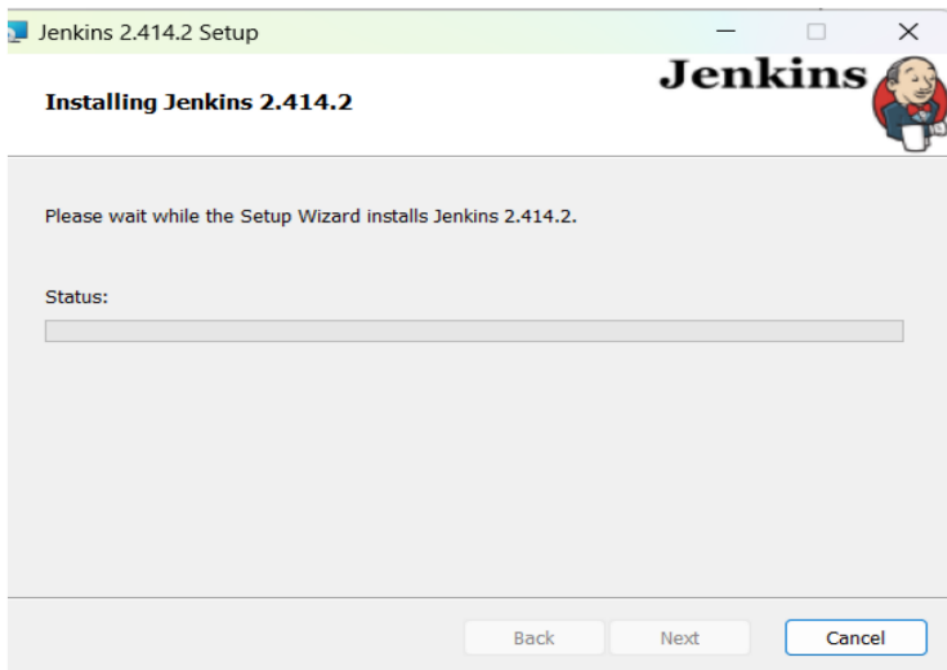 Jenkins 2.414.2 Setup
Jenkins
Installing Jenkins 2.414.2
Please wait while the Setup Wizard installs Jenkins 2.414.2.
Status:
Back Next Cancel